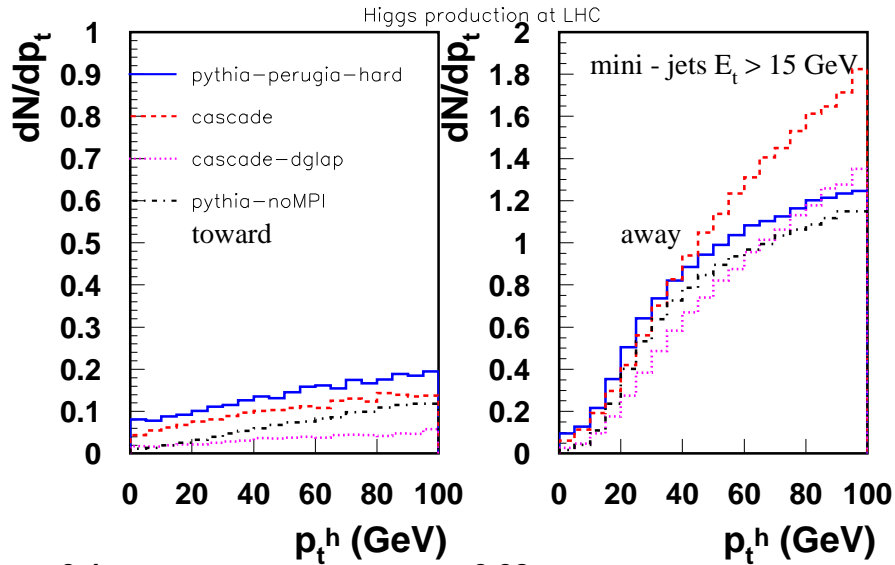 Higgs production at LHC
dN/dp_t
1
0.9
0.8
0.7
0.6
0.5
0.4
0.3
0.2
0.1
0
pythia-perugia-hard
cascade
cascade-dglap
pythia-noMPI
toward
0 20 40 60 80 100
p_t^h (GeV)
dN/dp_t
2
1.8
1.6
1.4
1.2
1
0.8
0.6
0.4
0.2
0
mini - jets E_t > 15 GeV
away
0 20 40 60 80 100
p_t^h (GeV)